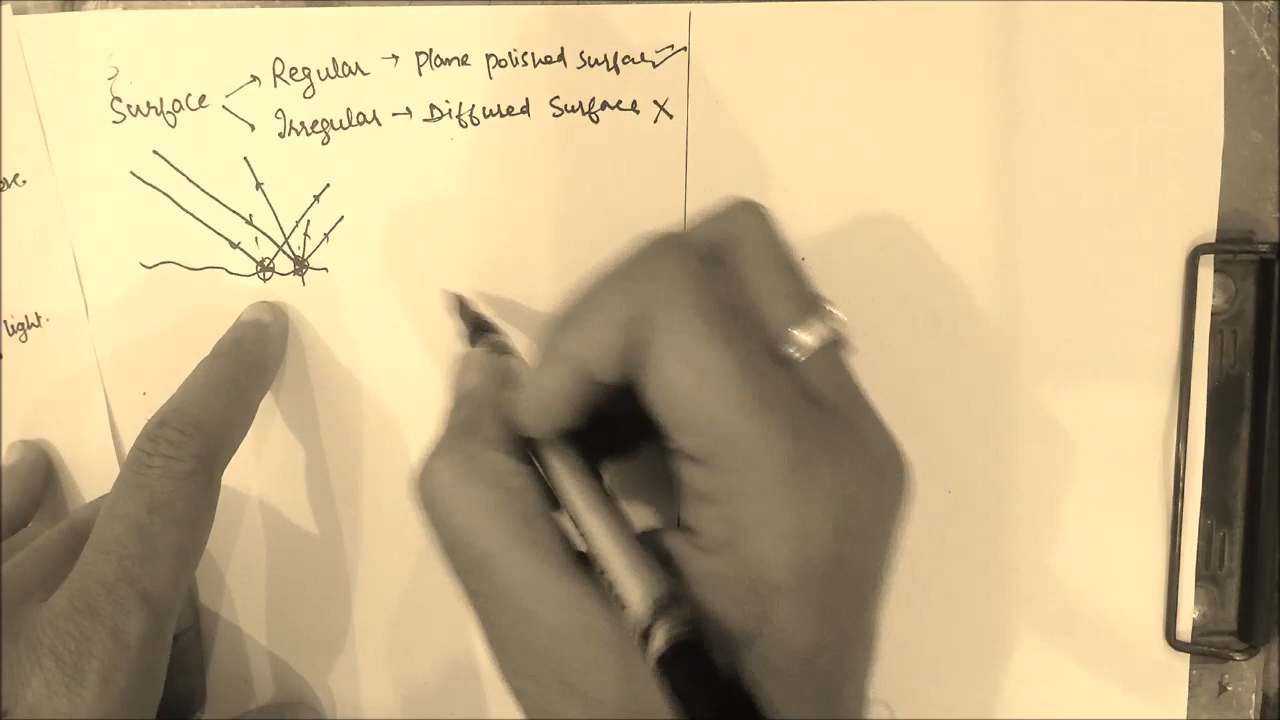 Regular → Plane polished surface
Surface
Irregular → Diffused Surface X
light.